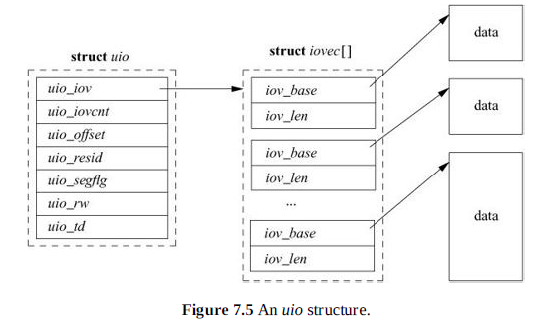 struct uio
uio_iov
uio_iovcnt
uio_offset
uio_resid
uio_segflg
uio_rw
uio_td
struct iovec[]
iov_base
iov_len
iov_base
iov_len
...
iov_base
iov_len
data
data
data
Figure 7.5 An uio structure.